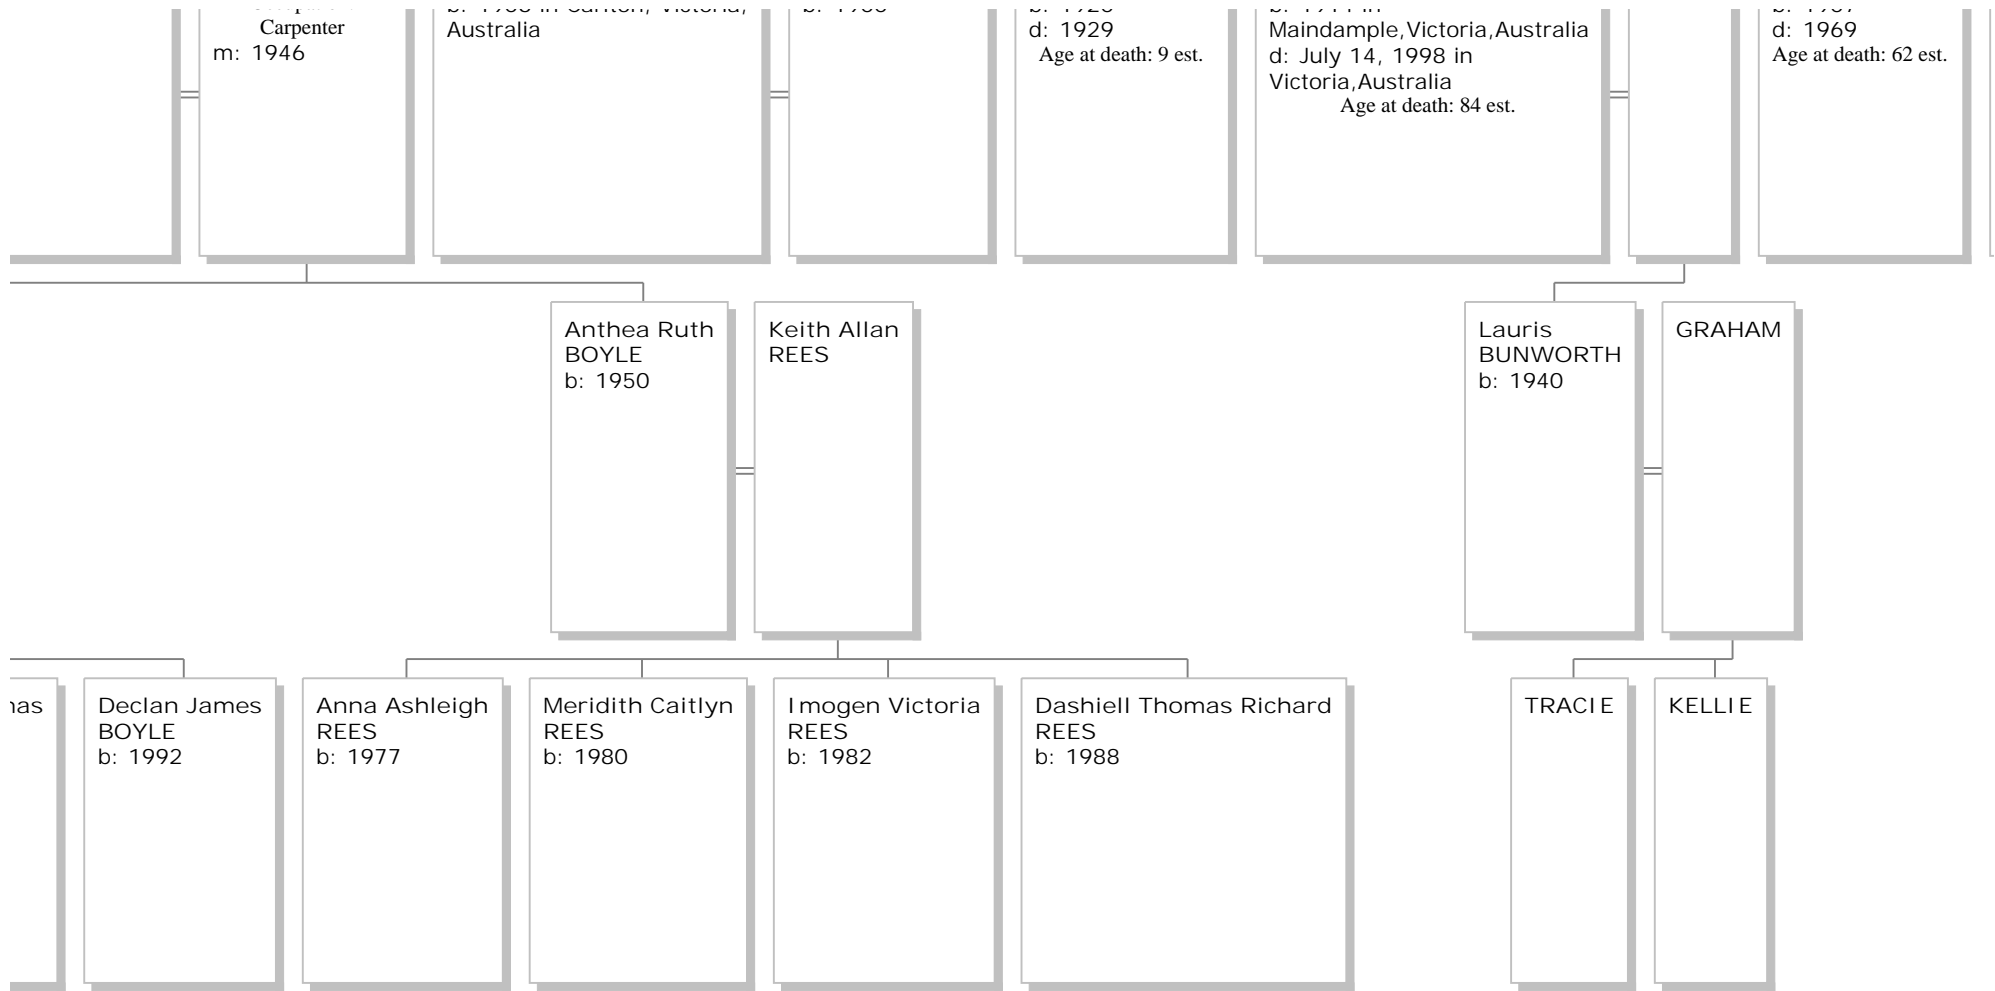 Carpenter
m: 1946
Australia
d: 1929
Age at death: 9 est.
Maindample,Victoria,Australia
d: July 14, 1998 in
Victoria,Australia
Age at death: 84 est.
d: 1969
Age at death: 62 est.
Anthea Ruth
BOYLE
b: 1950
Keith Allan
REES
Lauris
BUNWORTH
b: 1940
GRAHAM
Declan James
BOYLE
b: 1992
Anna Ashleigh
REES
b: 1977
Meridith Caitlyn
REES
b: 1980
Imogen Victoria
REES
b: 1982
Dashiell Thomas Richard
REES
b: 1988
TRACIE
KELLIE